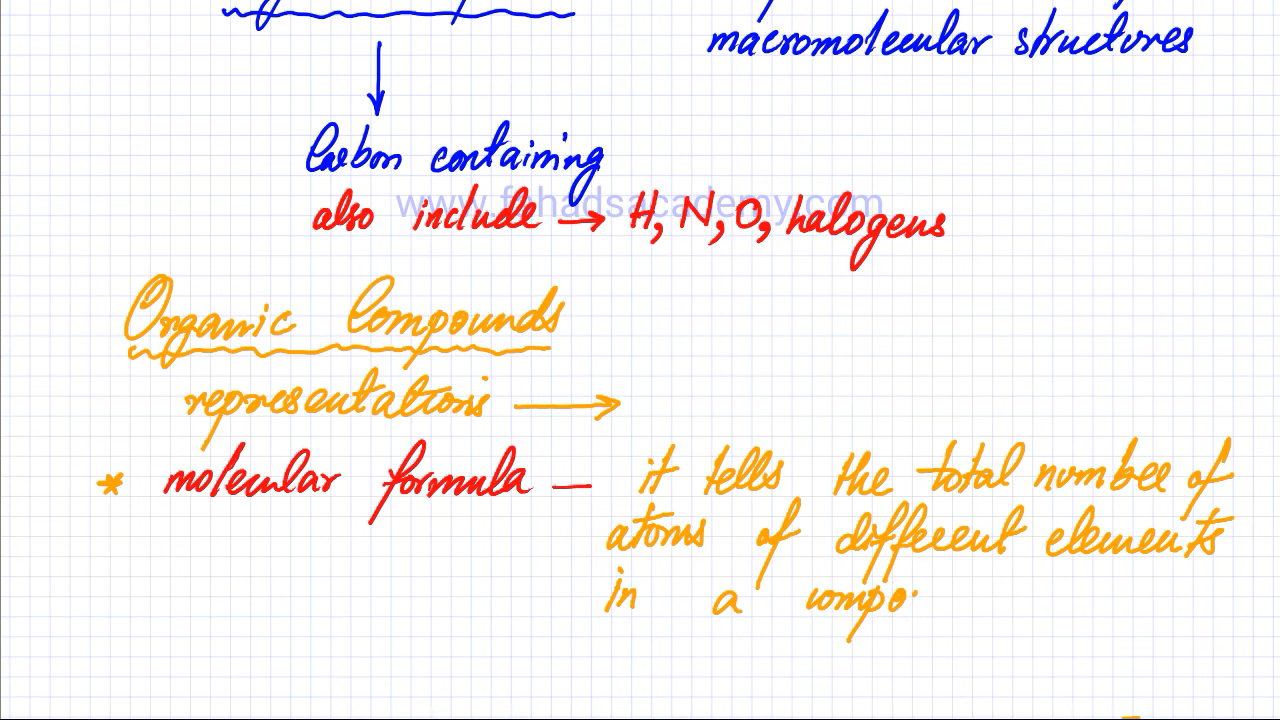 macromolecular structures
Carbon containing
www.fahadsacademy.com
also include → H, N, O, halogens
Organic Compounds
representations →
* molecular formula — it tells the total number of
atoms of different elements
in a compo